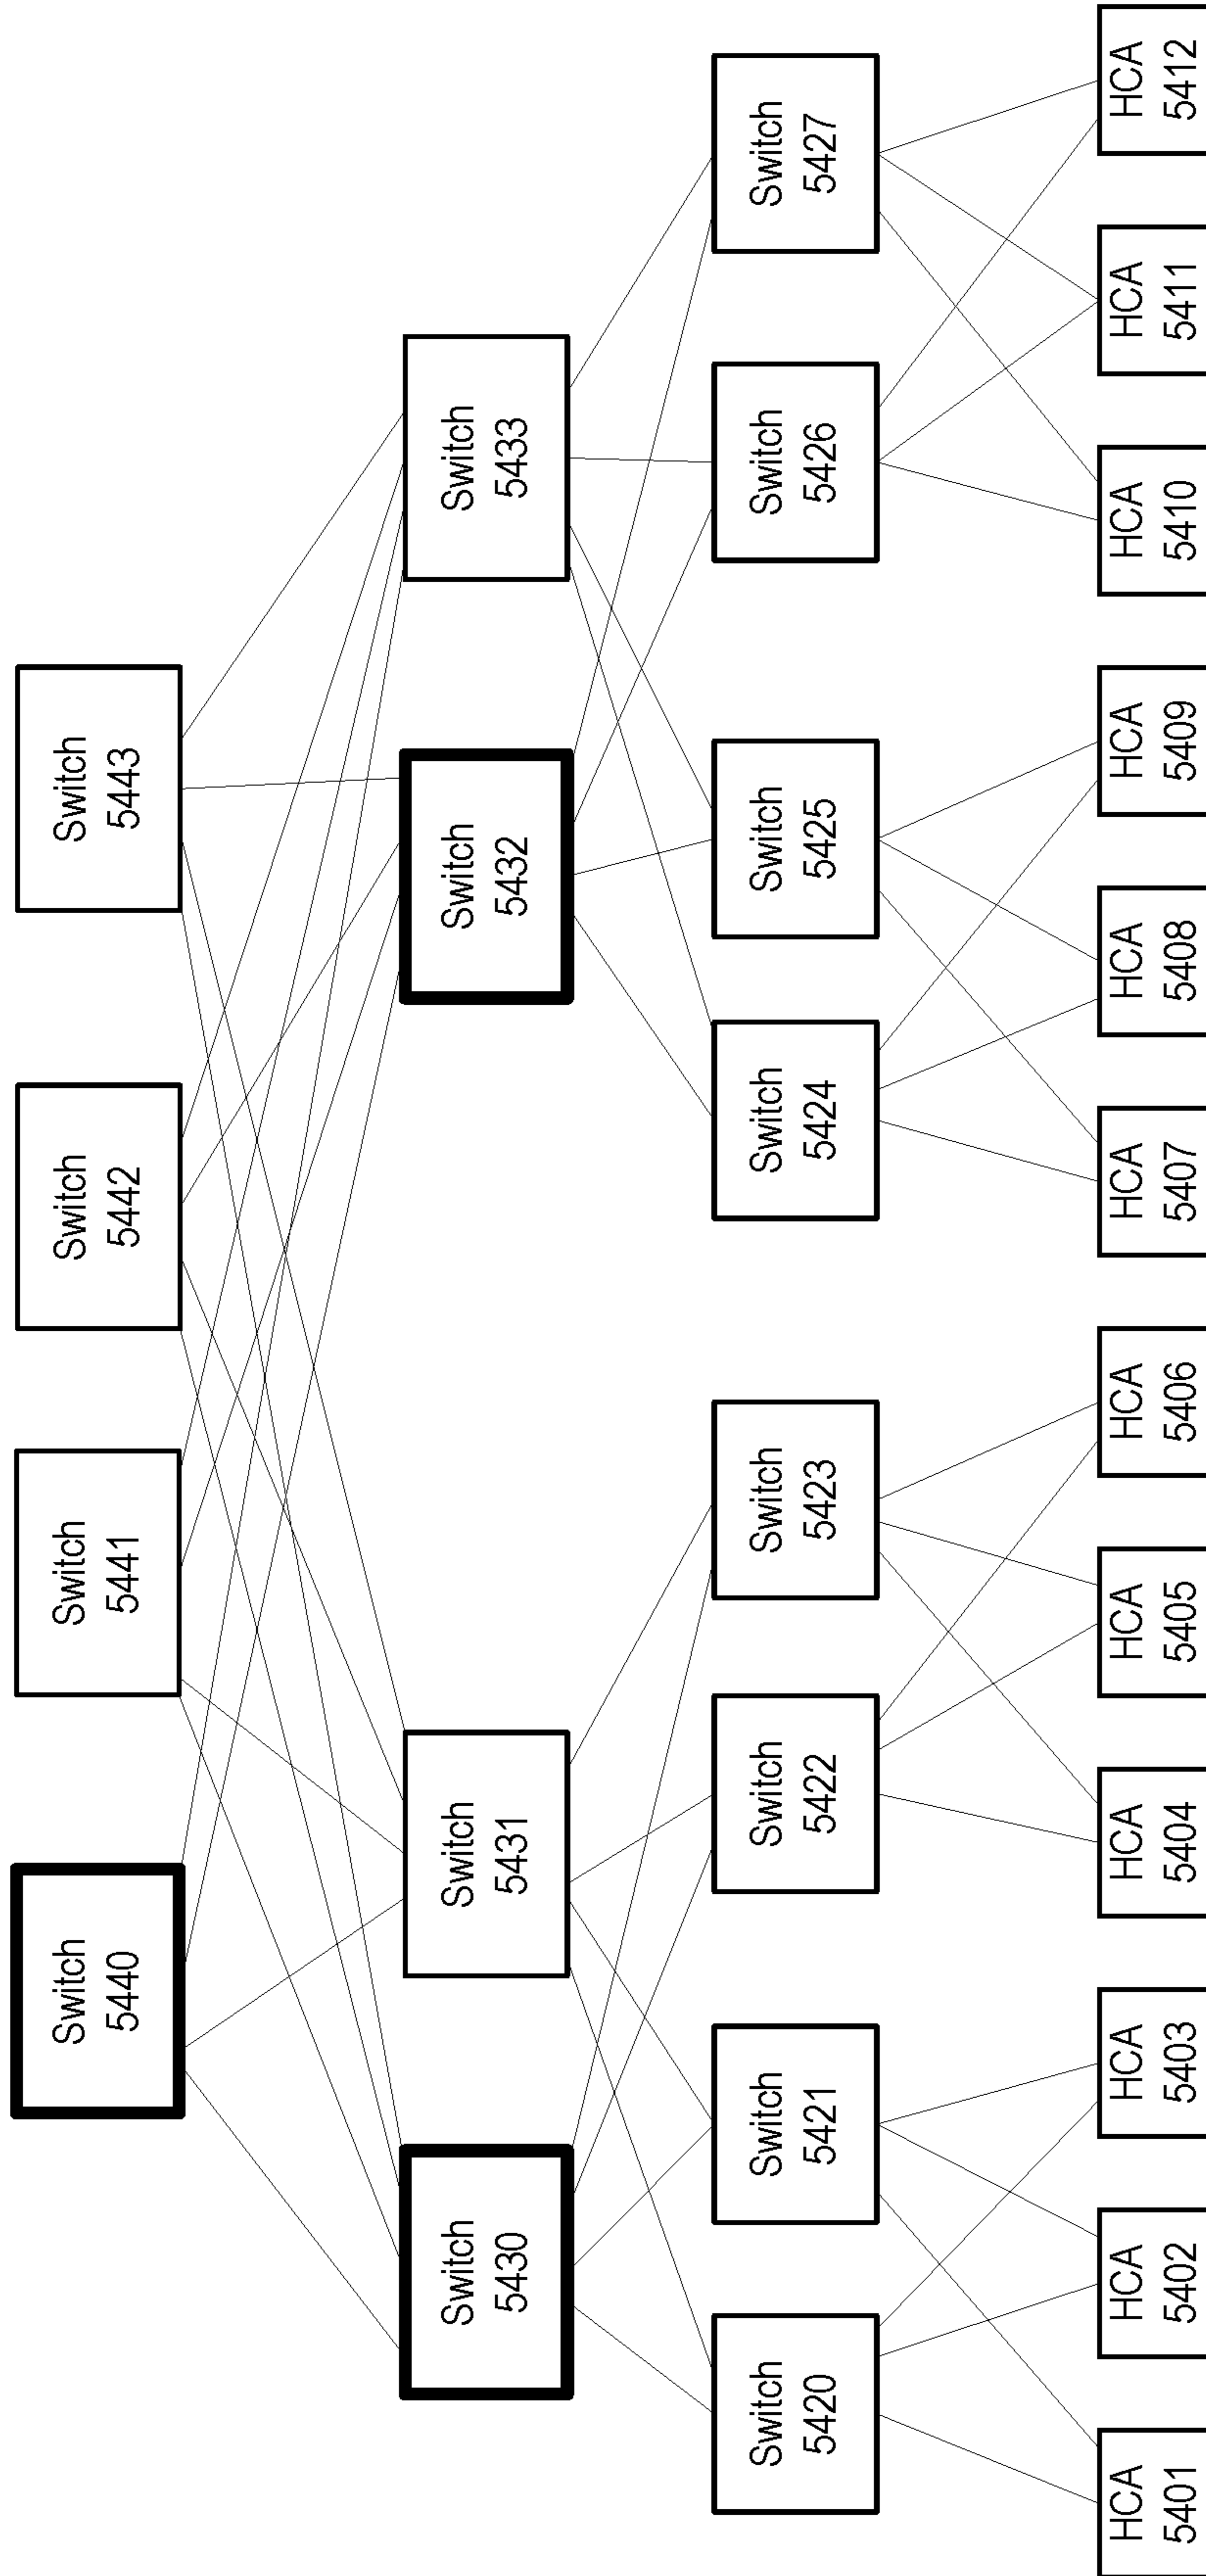 Switch
5440
Switch
5441
Switch
5442
Switch
5443
Switch
5430
Switch
5431
Switch
5432
Switch
5433
Switch
5420
Switch
5421
Switch
5422
Switch
5423
Switch
5424
Switch
5425
Switch
5426
Switch
5427
HCA
5401
HCA
5402
HCA
5403
HCA
5404
HCA
5405
HCA
5406
HCA
5407
HCA
5408
HCA
5409
HCA
5410
HCA
5411
HCA
5412